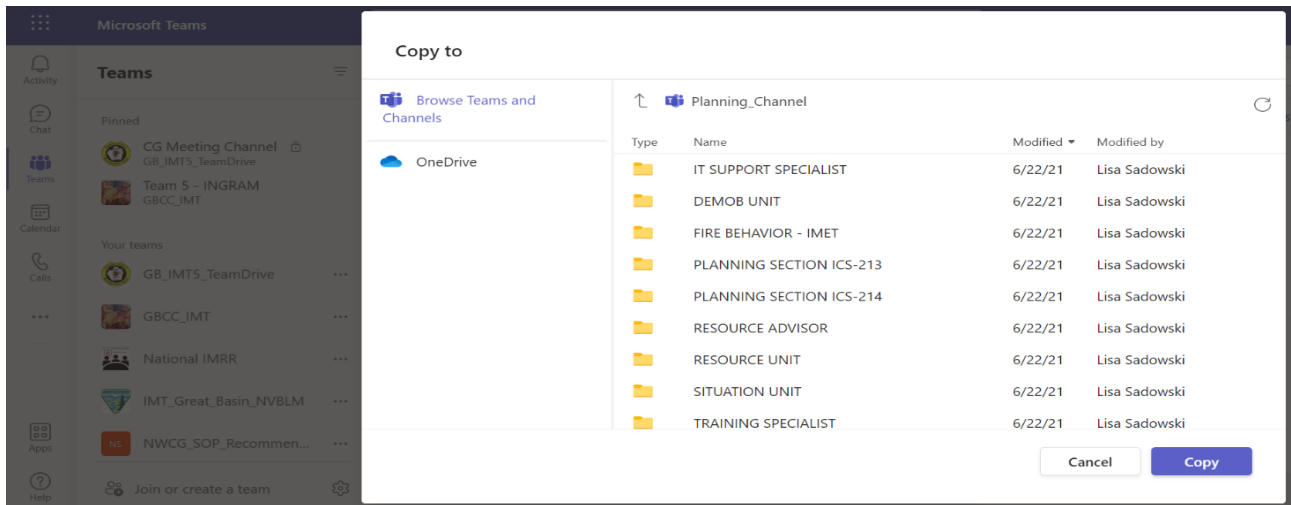 Microsoft Teams
Activity
Chat
Teams
Calendar
Calls
Apps
Help
Teams
Pinned
CG Meeting Channel
GB_IMT5_TeamDrive
Team 5 - INGRAM
GBCC_IMT
Your teams
GB_IMT5_TeamDrive
GBCC_IMT
National IMRR
IMT_Great_Basin_NVBLM
NS NWCG_SOP_Recommen...
Join or create a team
Copy to
Browse Teams and
Channels
OneDrive
Planning_Channel
Type Name Modified Modified by
IT SUPPORT SPECIALIST 6/22/21 Lisa Sadowski
DEMOB UNIT 6/22/21 Lisa Sadowski
FIRE BEHAVIOR - IMET 6/22/21 Lisa Sadowski
PLANNING SECTION ICS-213 6/22/21 Lisa Sadowski
PLANNING SECTION ICS-214 6/22/21 Lisa Sadowski
RESOURCE ADVISOR 6/22/21 Lisa Sadowski
RESOURCE UNIT 6/22/21 Lisa Sadowski
SITUATION UNIT 6/22/21 Lisa Sadowski
TRAINING SPECIALIST 6/22/21 Lisa Sadowski
Cancel Copy